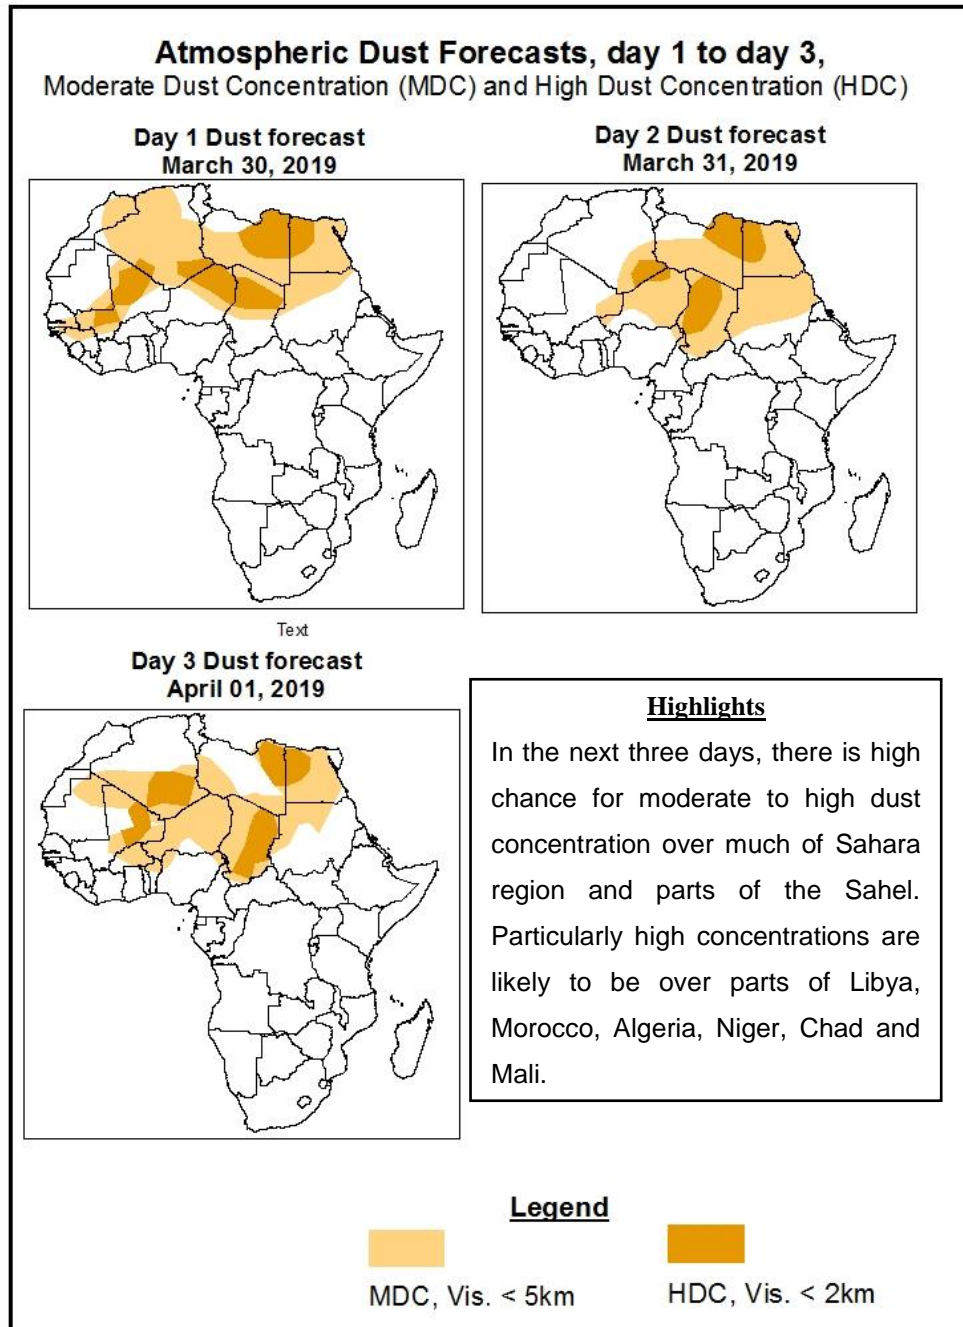 Atmospheric Dust Forecasts, day 1 to day 3,
Moderate Dust Concentration (MDC) and High Dust Concentration (HDC)
Day 1 Dust forecast
March 30, 2019
Day 2 Dust forecast
March 31, 2019
Text
Day 3 Dust forecast
April 01, 2019
Highlights
In the next three days, there is high
chance for moderate to high dust
concentration over much of Sahara
region and parts of the Sahel.
Particularly high concentrations are
likely to be over parts of Libya,
Morocco, Algeria, Niger, Chad and
Mali.
Legend
MDC, Vis. < 5km
HDC, Vis. < 2km